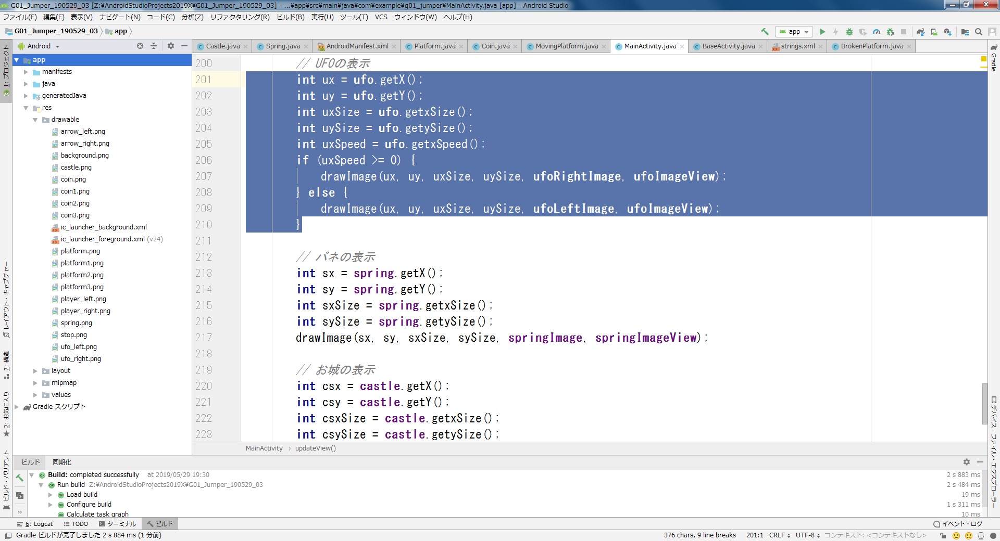 G01_Jumper_190529_03 [Z:¥AndroidStudioProjects2019X¥G01_Jumper_190529_03] - ...¥app¥src¥main¥java¥com¥example¥g01_jumper¥MainActivity.java [app] - Android Studio
ファイル(F) 編集(E) 表示(V) ナビゲート(N) コード(C) 分析(Z) リファクタリング(R) ビルド(B) 実行(U) ツール(T) VCS ウィンドウ(W) ヘルプ(H)
G01_Jumper_190529_03 app
app
Android
Castle.java Spring.java AndroidManifest.xml Platform.java Coin.java MovingPlatform.java MainActivity.java BaseActivity.java strings.xml BrokenPlatform.java
1: プロジェクト
レイアウト・キャプチャー
Z: 構造
2: お気に入り
ビルド・バリアント
app
manifests
java
generatedJava
res
drawable
arrow_left.png
arrow_right.png
background.png
castle.png
coin.png
coin1.png
coin2.png
coin3.png
ic_launcher_background.xml
ic_launcher_foreground.xml (v24)
platform.png
platform1.png
platform2.png
platform3.png
player_left.png
player_right.png
spring.png
stop.png
ufo_left.png
ufo_right.png
layout
mipmap
values
Gradle スクリプト
200 // UFOの表示
201 int ux = ufo.getX();
202 int uy = ufo.getY();
203 int uxSize = ufo.getxSize();
204 int uySize = ufo.getySize();
205 int uxSpeed = ufo.getxSpeed();
206 if (uxSpeed >= 0) {
207 drawImage(ux, uy, uxSize, uySize, ufoRightImage, ufoImageView);
208 } else {
209 drawImage(ux, uy, uxSize, uySize, ufoLeftImage, ufoImageView);
210 }
211
212 // バネの表示
213 int sx = spring.getX();
214 int sy = spring.getY();
215 int sxSize = spring.getxSize();
216 int sySize = spring.getySize();
217 drawImage(sx, sy, sxSize, sySize, springImage, springImageView);
218
219 // お城の表示
220 int csx = castle.getX();
221 int csy = castle.getY();
222 int csxSize = castle.getxSize();
223 int csySize = castle.getySize();
MainActivity › updateView()
Gradle
デバイス・ファイル・エクスプローラー
ビルド 同期化
Build: completed successfully at 2019/05/29 19:30 2 s 883 ms
Run build Z:¥AndroidStudioProjects2019X¥G01_Jumper_190529_03 2 s 484 ms
Load build 19 ms
Configure build 1 s 311 ms
Calculate task graph 10 ms
6: Logcat TODO ターミナル ビルド イベント・ログ
Gradle ビルドが完了しました 2 s 884 ms (1 分前) 376 chars, 9 line breaks 201:1 CRLF UTF-8 コンテキスト: <コンテキストなし>